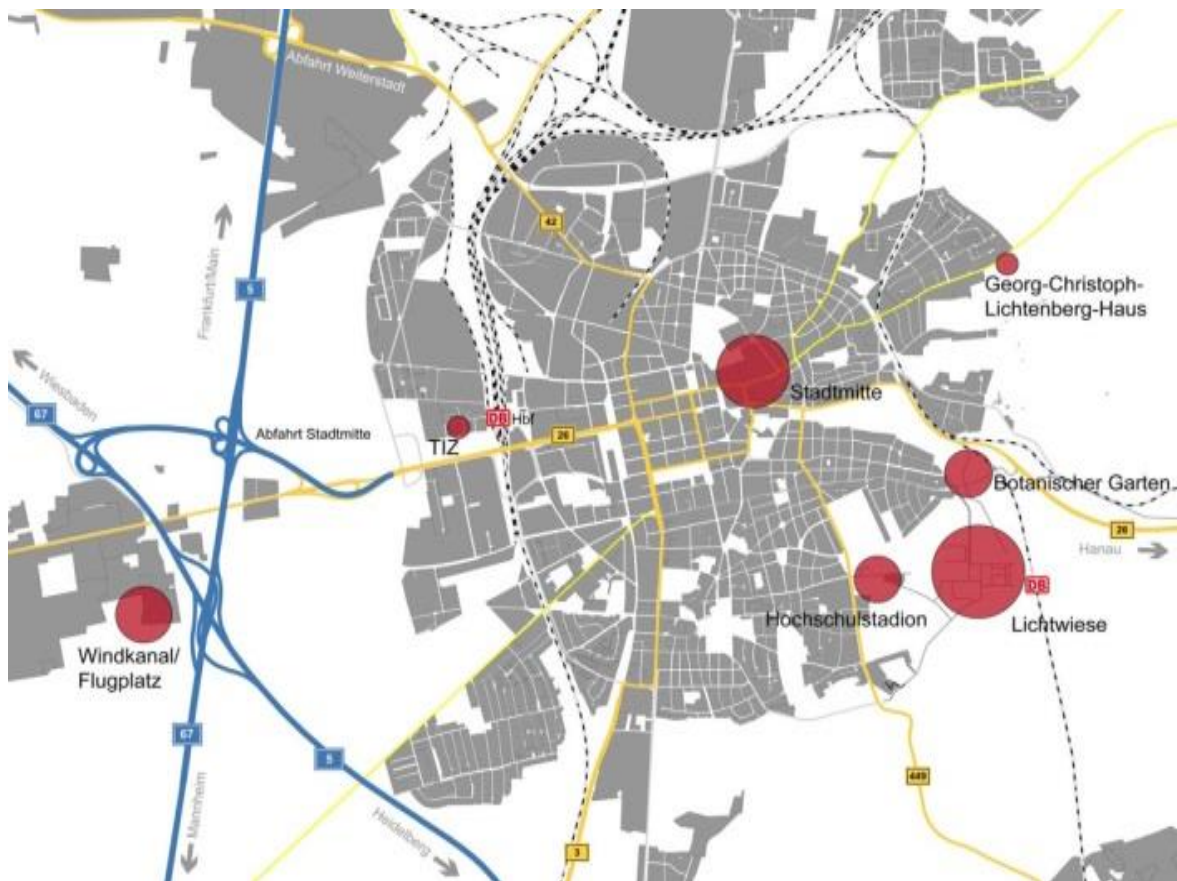 Abfahrt Weiterstadt
42
Frankfurt/Main
5
Georg-Christoph-
Lichtenberg-Haus
Wiesbaden
67
Stadtmitte
DB Hbf
Abfahrt Stadtmitte
26
TIZ
Botanischer Garten
26
Hanau
DB
Hochschulstadion
Lichtwiese
Windkanal/
Flugplatz
67
5
449
Mannheim
Heidelberg
3